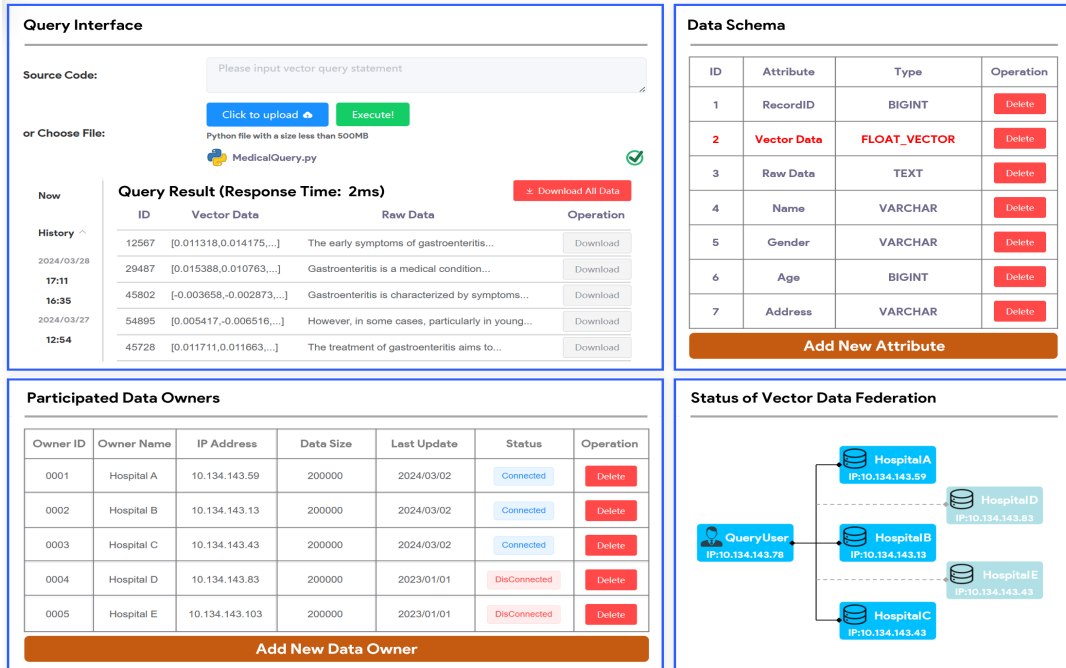 Query Interface
Source Code:
Please input vector query statement
Click to upload
Execute!
or Choose File:
Python file with a size less than 500MB
MedicalQuery.py
Now
History
2024/03/28
17:11
16:35
2024/03/27
12:54
Query Result (Response Time: 2ms)
Download All Data
ID Vector Data Raw Data Operation
12567 [0.011318,0.014175,...] The early symptoms of gastroenteritis... Download
29487 [0.015388,0.010763,...] Gastroenteritis is a medical condition... Download
45802 [-0.003658,-0.002873,...] Gastroenteritis is characterized by symptoms... Download
54895 [0.005417,-0.006516,...] However, in some cases, particularly in young... Download
45728 [0.011711,0.011663,...] The treatment of gastroenteritis aims to... Download
Data Schema
ID Attribute Type Operation
1 RecordID BIGINT Delete
2 Vector Data FLOAT_VECTOR Delete
3 Raw Data TEXT Delete
4 Name VARCHAR Delete
5 Gender VARCHAR Delete
6 Age BIGINT Delete
7 Address VARCHAR Delete
Add New Attribute
Participated Data Owners
Owner ID Owner Name IP Address Data Size Last Update Status Operation
0001 Hospital A 10.134.143.59 200000 2024/03/02 Connected Delete
0002 Hospital B 10.134.143.13 200000 2024/03/02 Connected Delete
0003 Hospital C 10.134.143.43 200000 2024/03/02 Connected Delete
0004 Hospital D 10.134.143.83 200000 2023/01/01 DisConnected Delete
0005 Hospital E 10.134.143.103 200000 2023/01/01 DisConnected Delete
Add New Data Owner
Status of Vector Data Federation
HospitalA
IP:10.134.143.59
HospitalD
IP:10.134.143.83
QueryUser
IP:10.134.143.78
HospitalB
IP:10.134.143.13
HospitalE
IP:10.134.143.43
HospitalC
IP:10.134.143.43